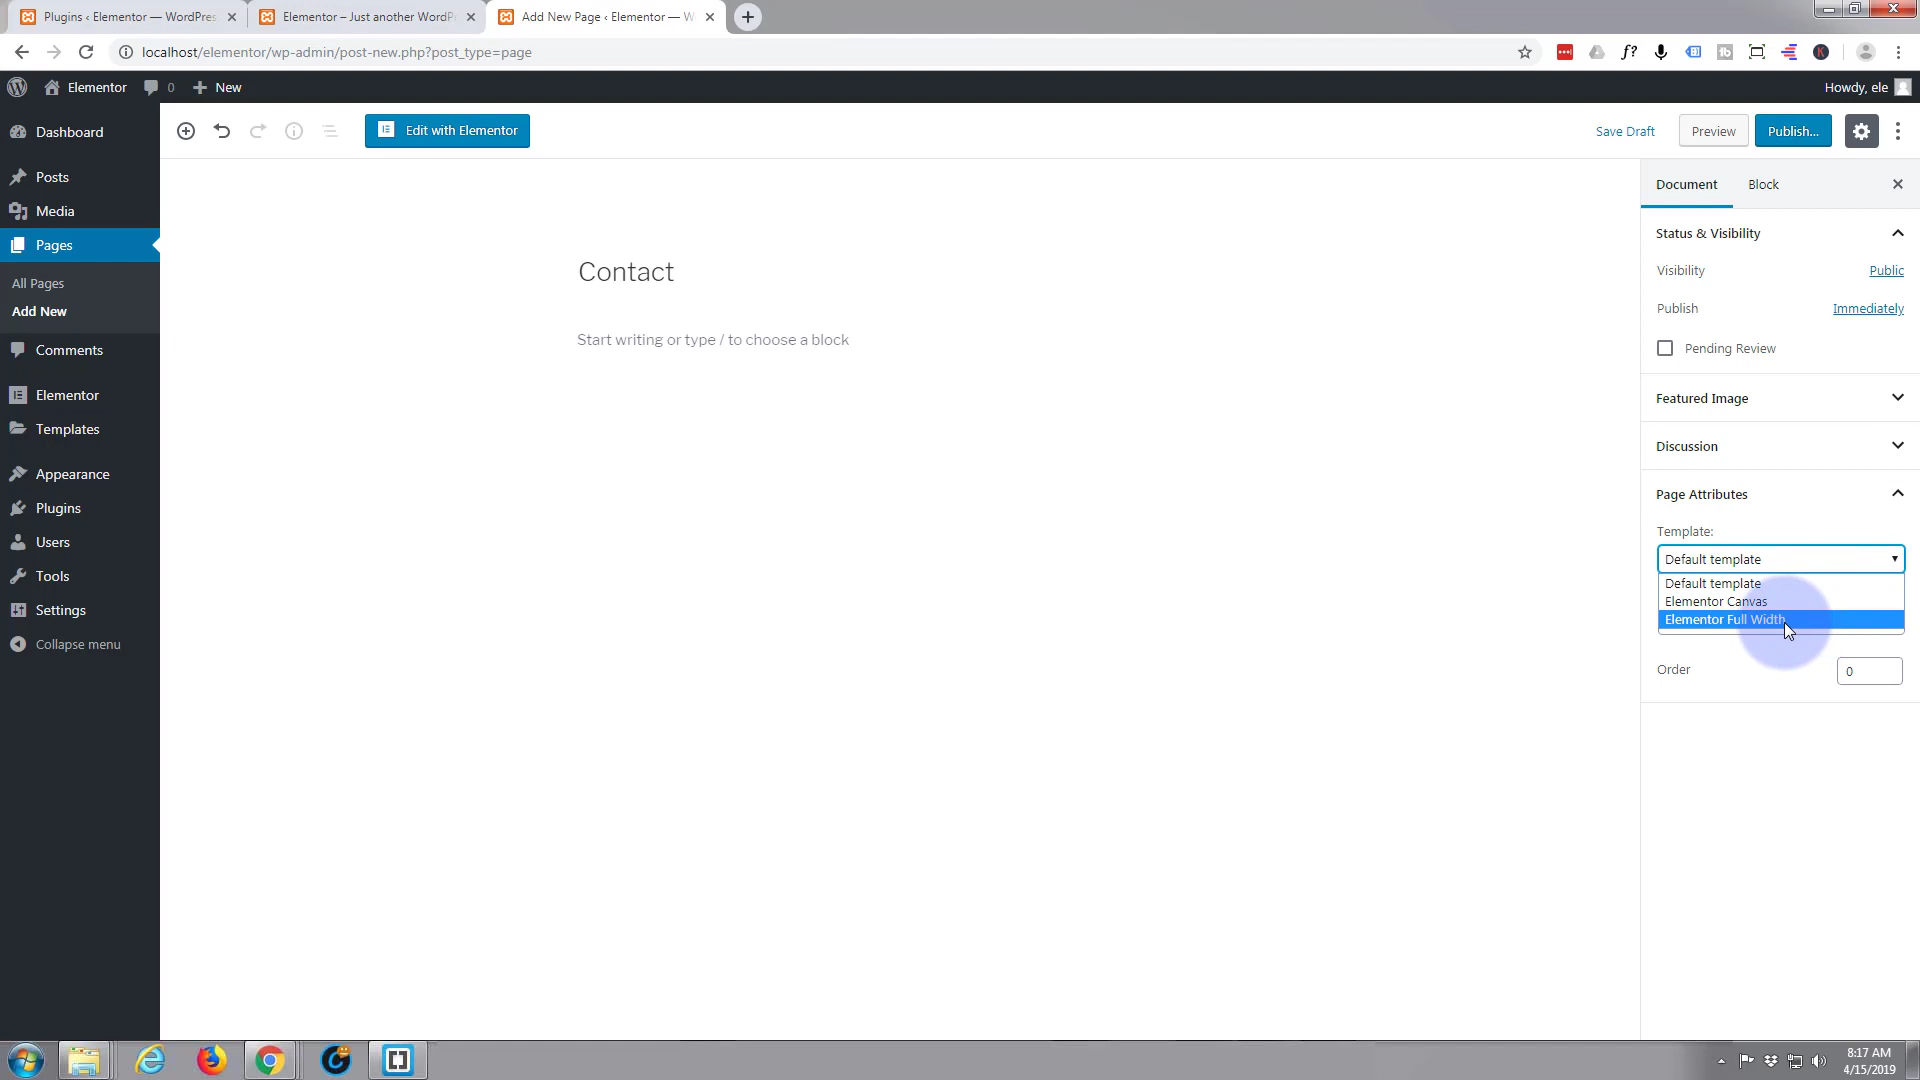 Plugins ‹ Elementor — WordPres
Elementor – Just another WordPr
Add New Page ‹ Elementor — W
localhost/elementor/wp-admin/post-new.php?post_type=page
f?
Elementor
0
New
Howdy, ele
Dashboard
Posts
Media
Pages
All Pages
Add New
Comments
Elementor
Templates
Appearance
Plugins
Users
Tools
Settings
Collapse menu
Edit with Elementor
Save Draft
Preview
Publish...
Contact
Start writing or type / to choose a block
Document
Block
Status & Visibility
Visibility
Public
Publish
Immediately
Pending Review
Featured Image
Discussion
Page Attributes
Template:
Default template
Default template
Elementor Canvas
Elementor Full Width
Order
0
8:17 AM
4/15/2019